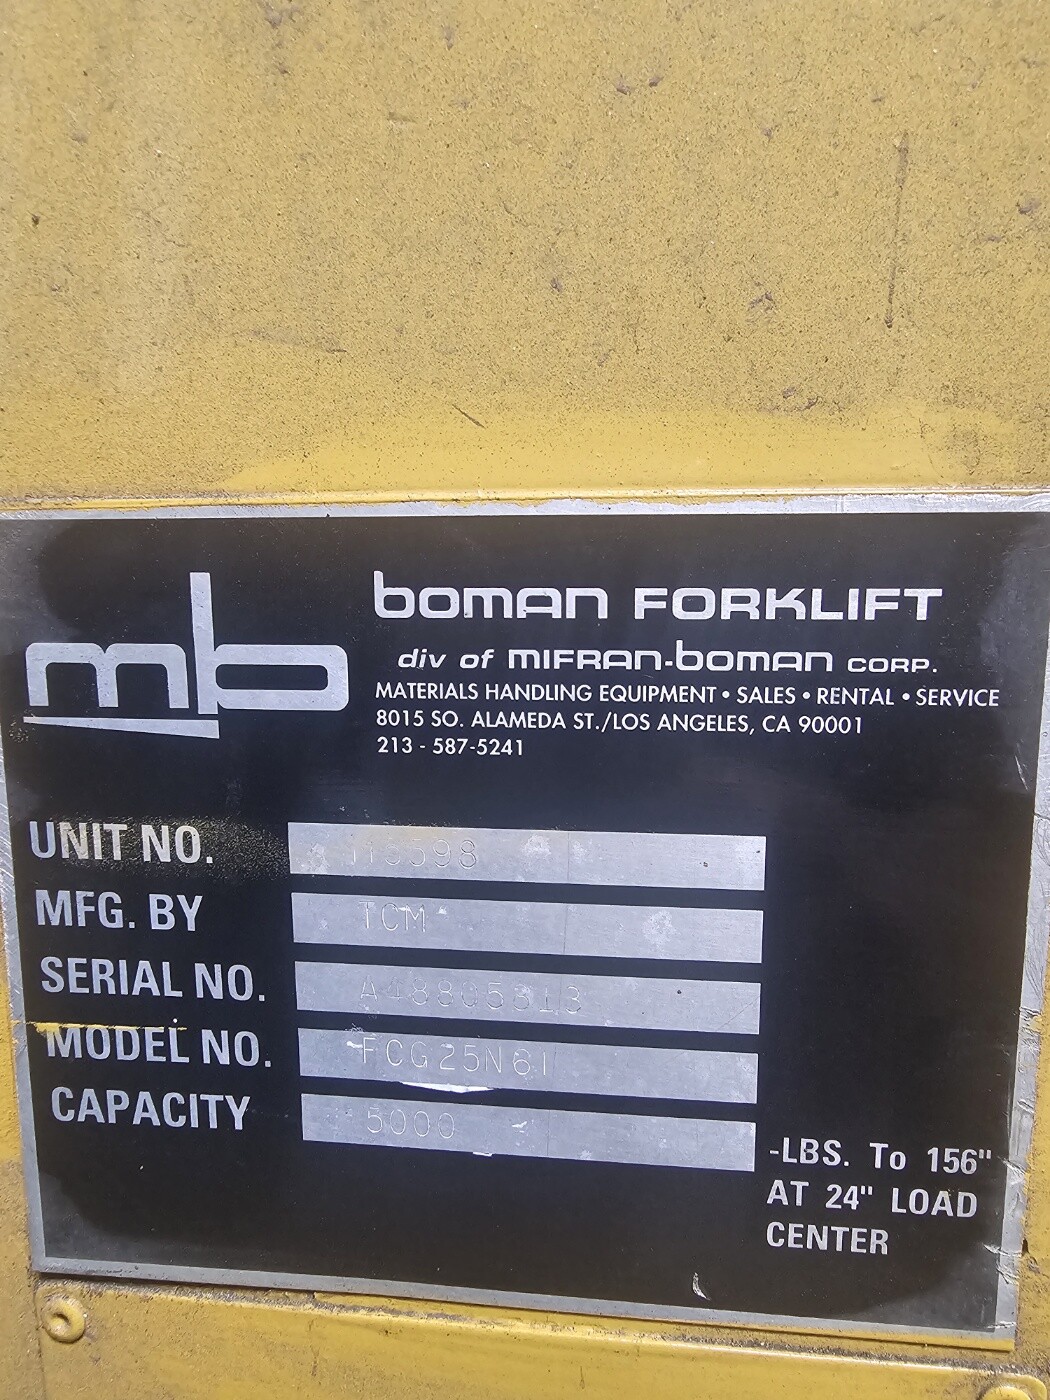 mb
boman FORKLIFT
div of MIFRAN-boman CORP.
MATERIALS HANDLING EQUIPMENT • SALES • RENTAL • SERVICE
8015 SO. ALAMEDA ST./LOS ANGELES, CA 90001
213 - 587-5241
UNIT NO.
MFG. BY TCM
SERIAL NO.
MODEL NO.
CAPACITY 5000
-LBS. To 156"
AT 24" LOAD
CENTER